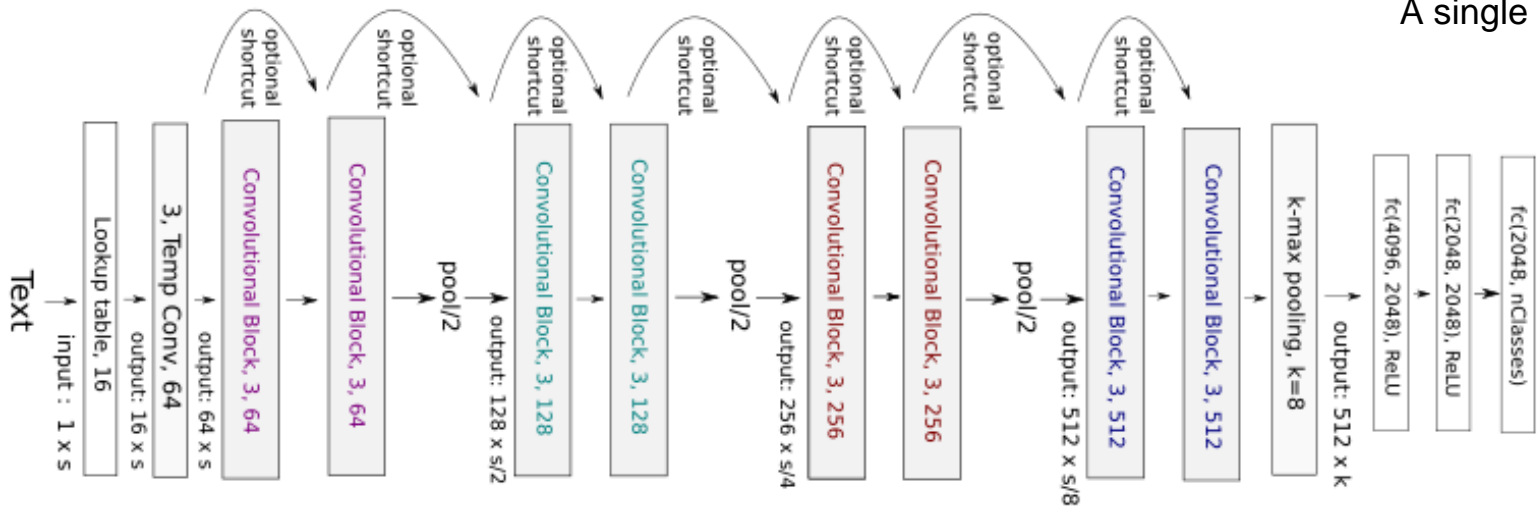 A single
optional
shortcut
optional
shortcut
optional
shortcut
optional
shortcut
optional
shortcut
optional
shortcut
optional
shortcut
Text
input : 1 x s
Lookup table, 16
output: 16 x s
3, Temp Conv, 64
output: 64 x s
Convolutional Block, 3, 64
Convolutional Block, 3, 64
pool/2
output: 128 x s/2
Convolutional Block, 3, 128
Convolutional Block, 3, 128
pool/2
output: 256 x s/4
Convolutional Block, 3, 256
Convolutional Block, 3, 256
pool/2
output: 512 x s/8
Convolutional Block, 3, 512
Convolutional Block, 3, 512
k-max pooling, k=8
output: 512 x k
fc(4096, 2048), ReLU
fc(2048, 2048), ReLU
fc(2048, nClasses)